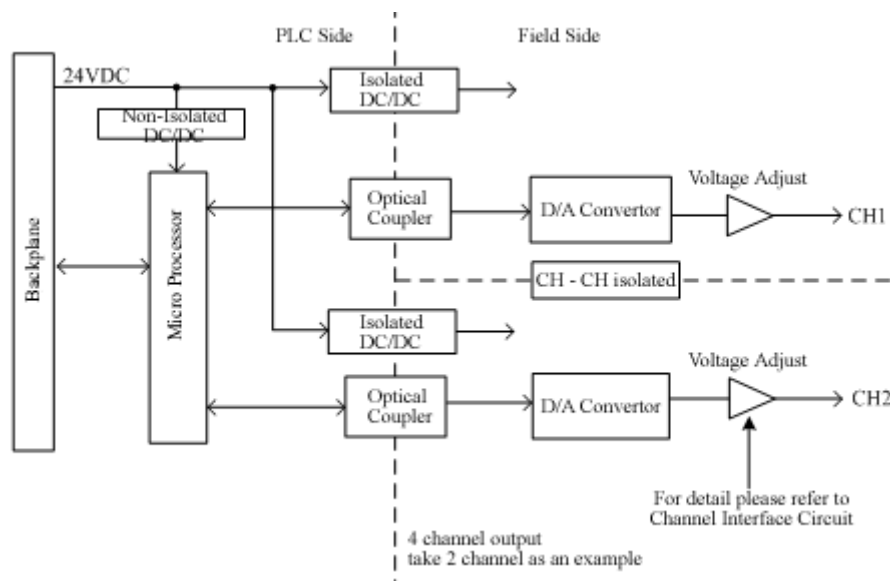 PLC Side
Field Side
24VDC
Isolated
DC/DC
Non-Isolated
DC/DC
Backplane
Micro Processor
Optical
Coupler
D/A Convertor
Voltage Adjust
CH1
CH - CH isolated
Isolated
DC/DC
Optical
Coupler
D/A Convertor
Voltage Adjust
CH2
For detail please refer to
Channel Interface Circuit
4 channel output
take 2 channel as an example